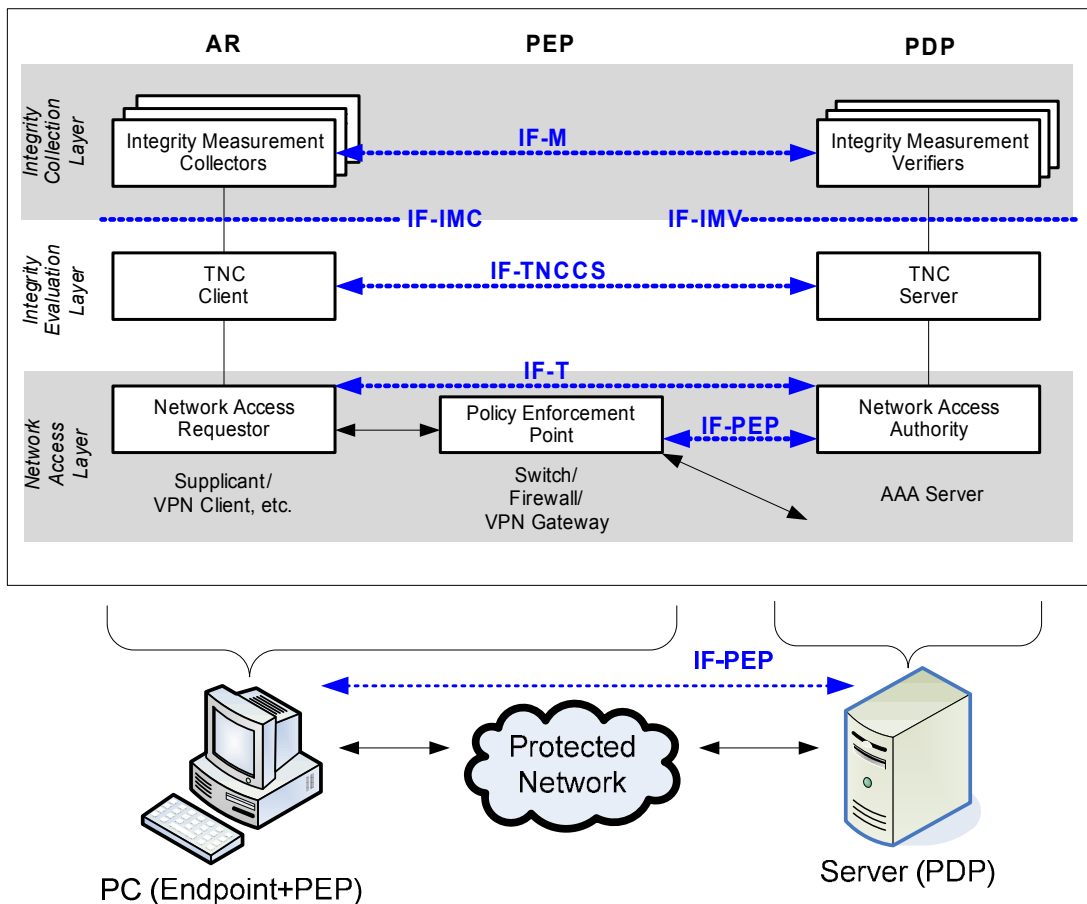 AR
PEP
PDP
Integrity
Collection
Layer
Integrity Measurement
Collectors
IF-M
Integrity Measurement
Verifiers
IF-IMC
IF-IMV
Integrity
Evaluation
Layer
TNC
Client
IF-TNCCS
TNC
Server
Network
Access
Layer
IF-T
Network Access
Requestor
Policy Enforcement
Point
IF-PEP
Network Access
Authority
Supplicant/
VPN Client, etc.
Switch/
Firewall/
VPN Gateway
AAA Server
IF-PEP
Protected
Network
PC (Endpoint+PEP)
Server (PDP)